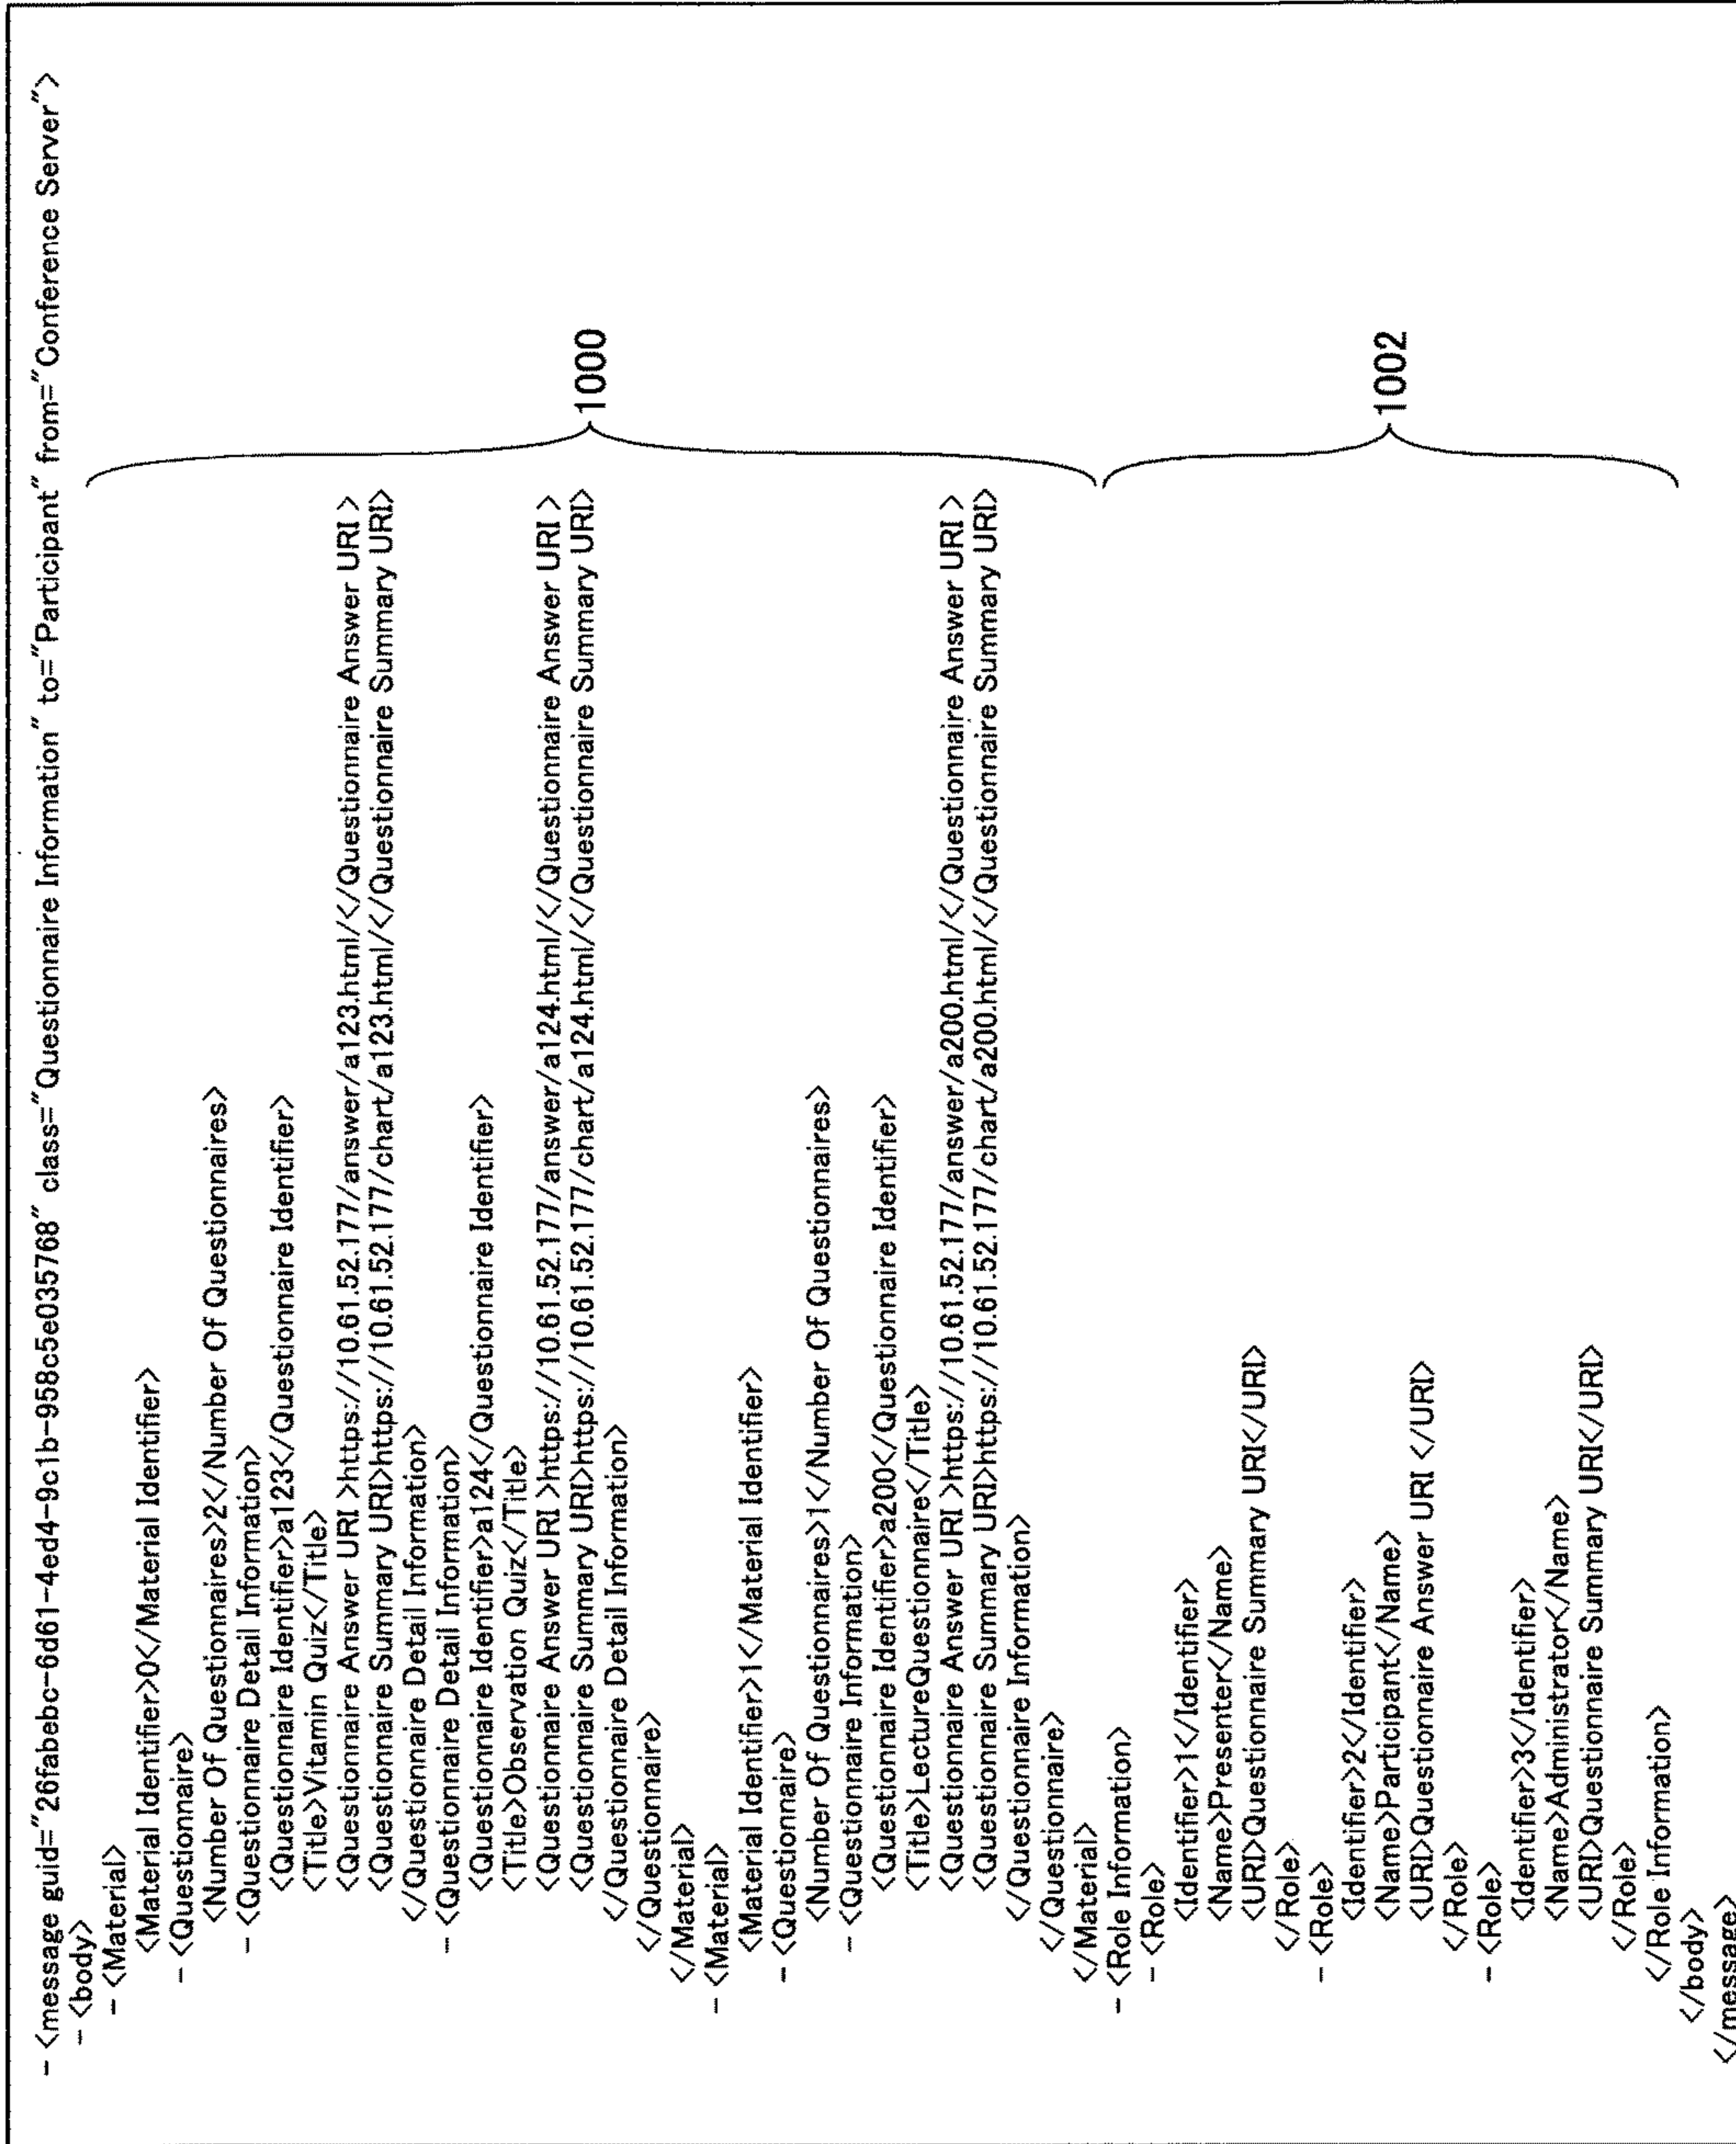 - <message guid="26fabebc-6d61-4ed4-9c1b-958c5e035768" class="Questionnaire Information" to="Participant" from="Conference Server">
- <body>
- <Material>
<Material Identifier>0</Material Identifier>
- <Questionnaire>
<Number Of Questionnaires>2</Number Of Questionnaires>
- <Questionnaire Detail Information>
<Questionnaire Identifier>a123</Questionnaire Identifier>
<Title>Vitamin Quiz</Title>
<Questionnaire Answer URI >https://10.61.52.177/answer/a123.html/</Questionnaire Answer URI >
<Questionnaire Summary URI>https://10.61.52.177/chart/a123.html/</Questionnaire Summary URI>
</Questionnaire Detail Information>
- <Questionnaire Detail Information>
<Questionnaire Identifier>a124</Questionnaire Identifier>
<Title>Observation Quiz</Title>
<Questionnaire Answer URI >https://10.61.52.177/answer/a124.html/</Questionnaire Answer URI >
<Questionnaire Summary URI>https://10.61.52.177/chart/a124.html/</Questionnaire Summary URI>
</Questionnaire Detail Information>
</Questionnaire>
</Material>
- <Material>
<Material Identifier>1</Material Identifier>
- <Questionnaire>
<Number Of Questionnaires>1</Number Of Questionnaires>
- <Questionnaire Information>
<Questionnaire Identifier>a200</Questionnaire Identifier>
<Title>LectureQuestionnaire</Title>
<Questionnaire Answer URI >https://10.61.52.177/answer/a200.html/</Questionnaire Answer URI >
<Questionnaire Summary URI>https://10.61.52.177/chart/a200.html/</Questionnaire Summary URI>
</Questionnaire Information>
</Questionnaire>
</Material>
1000
- <Role Information>
- <Role>
<Identifier>1</Identifier>
<Name>Presenter</Name>
<URI>Questionnaire Summary URI</URI>
</Role>
- <Role>
<Identifier>2</Identifier>
<Name>Participant</Name>
<URI>Questionnaire Answer URI </URI>
</Role>
- <Role>
<Identifier>3</Identifier>
<Name>Administrator</Name>
<URI>Questionnaire Summary URI</URI>
</Role>
</Role Information>
1002
</body>
</message>